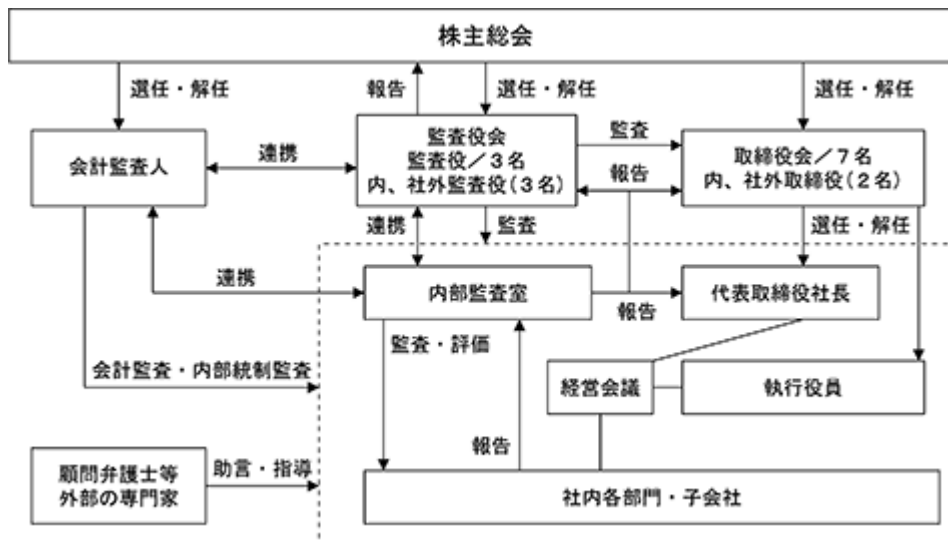 株主総会
選任・解任
報告
選任・解任
選任・解任
会計監査人
連携
監査役会
監査役/3名
内、社外監査役(3名)
監査
報告
取締役会/7名
内、社外取締役(2名)
連携
監査
選任・解任
連携
内部監査室
報告
代表取締役社長
監査・評価
会計監査・内部統制監査
経営会議
執行役員
報告
顧問弁護士等
外部の専門家
助言・指導
社内各部門・子会社